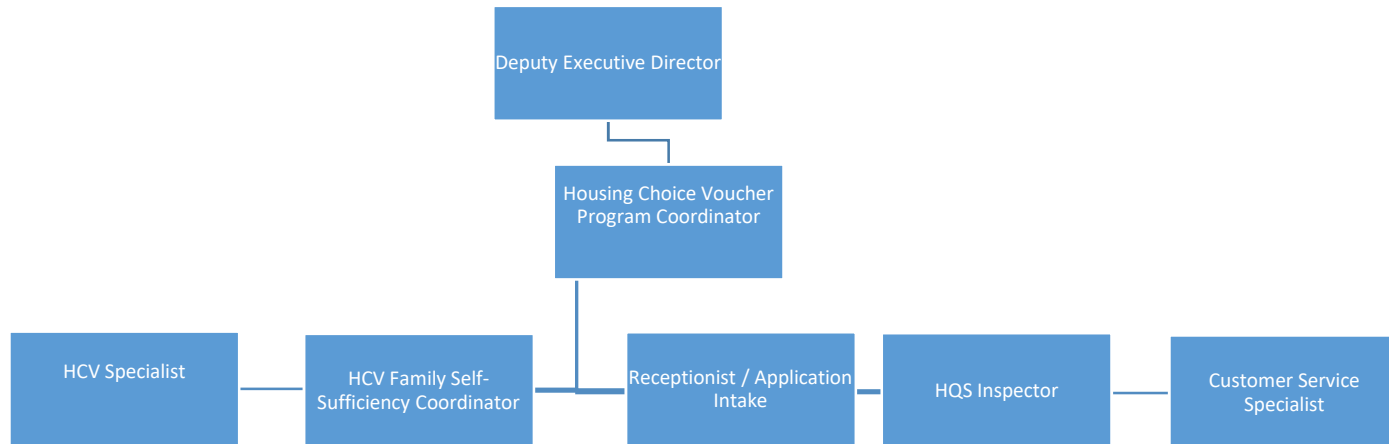 Deputy Executive Director
Housing Choice Voucher
Program Coordinator
HCV Specialist
HCV Family Self-
Sufficiency Coordinator
Receptionist / Application
Intake
HQS Inspector
Customer Service
Specialist